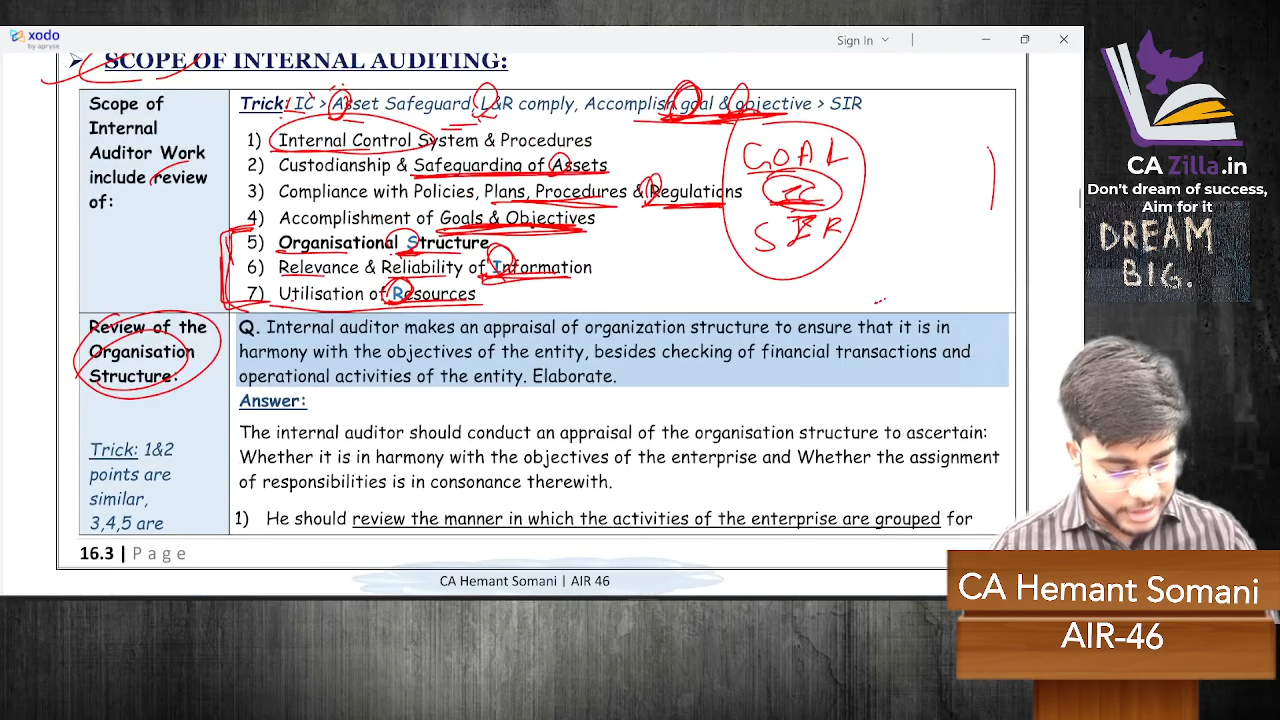 xodo
by apryse
Sign In
SCOPE OF INTERNAL AUDITING:
Scope of
Internal
Auditor Work
include review
of:
Trick: IC > Asset Safeguard, L&R comply, Accomplish goal & objective > SIR
1) Internal Control System & Procedures
2) Custodianship & Safeguarding of Assets
3) Compliance with Policies, Plans, Procedures & Regulations
4) Accomplishment of Goals & Objectives
5) Organisational Structure
6) Relevance & Reliability of Information
7) Utilisation of Resources
GOAL
IC
SIR
Review of the
Organisation
Structure:
Trick: 1&2
points are
similar,
3,4,5 are
Q. Internal auditor makes an appraisal of organization structure to ensure that it is in
harmony with the objectives of the entity, besides checking of financial transactions and
operational activities of the entity. Elaborate.
Answer:
The internal auditor should conduct an appraisal of the organisation structure to ascertain:
Whether it is in harmony with the objectives of the enterprise and Whether the assignment
of responsibilities is in consonance therewith.
1) He should review the manner in which the activities of the enterprise are grouped for
16.3 | Page
CA Hemant Somani | AIR 46
CA Zilla.in
Don't dream of success,
Aim for it
DREAM
BIG.
CA Hemant Somani
AIR-46